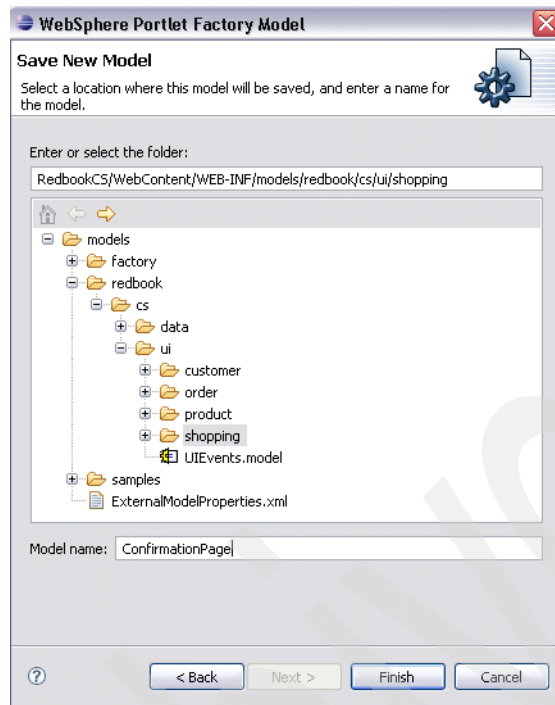 WebSphere Portlet Factory Model
Save New Model
Select a location where this model will be saved, and enter a name for
the model.
Enter or select the folder:
RedbookCS/WebContent/WEB-INF/models/redbook/cs/ui/shopping
models
factory
redbook
cs
data
ui
customer
order
product
shopping
UIEvents.model
samples
ExternalModelProperties.xml
Model name: ConfirmationPage
? < Back Next > Finish Cancel